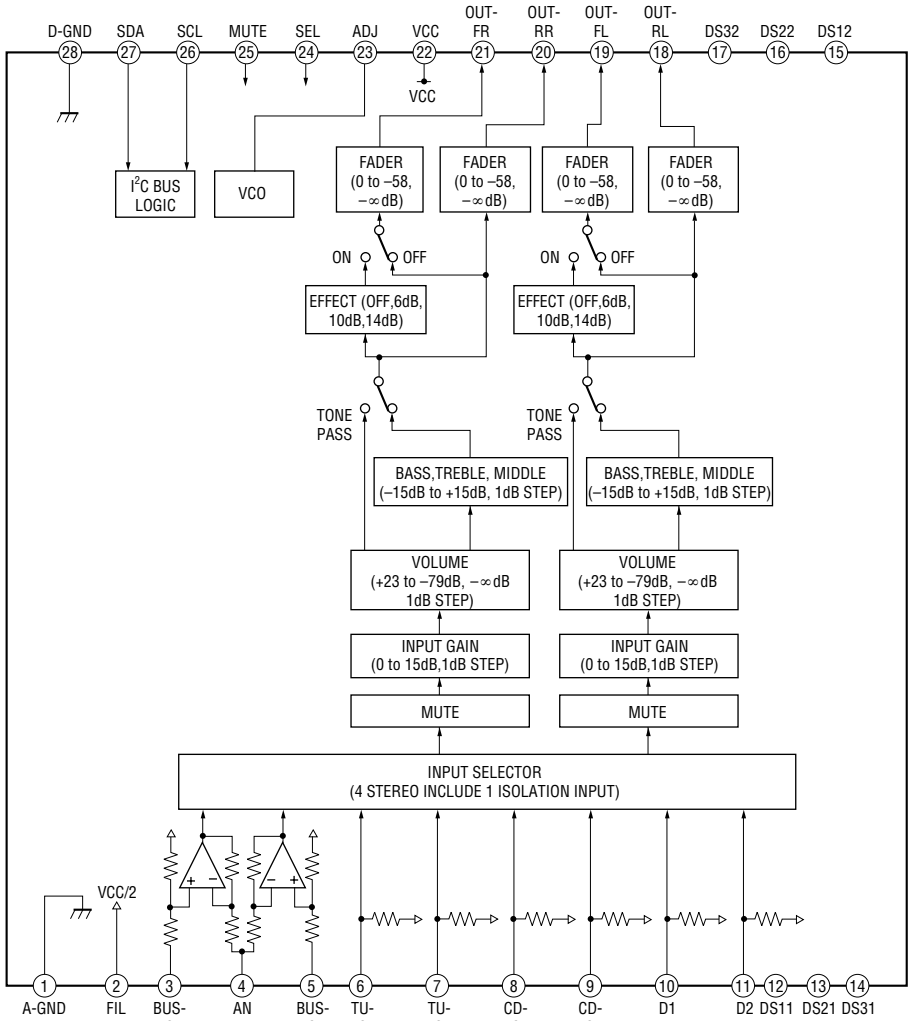 OUT- OUT- OUT- OUT-
D-GND SDA SCL MUTE SEL ADJ VCC FR RR FL RL DS32 DS22 DS12
28 27 26 25 24 23 22 21 20 19 18 17 16 15
VCC
I²C BUS
LOGIC
VCO
FADER
(0 to –58,
–∞dB)
FADER
(0 to –58,
–∞dB)
FADER
(0 to –58,
–∞dB)
FADER
(0 to –58,
–∞dB)
ON OFF
ON OFF
EFFECT (OFF,6dB,
10dB,14dB)
EFFECT (OFF,6dB,
10dB,14dB)
TONE
PASS
TONE
PASS
BASS,TREBLE, MIDDLE
(–15dB to +15dB, 1dB STEP)
BASS,TREBLE, MIDDLE
(–15dB to +15dB, 1dB STEP)
VOLUME
(+23 to –79dB, –∞dB
1dB STEP)
VOLUME
(+23 to –79dB, –∞dB
1dB STEP)
INPUT GAIN
(0 to 15dB,1dB STEP)
INPUT GAIN
(0 to 15dB,1dB STEP)
MUTE
MUTE
INPUT SELECTOR
(4 STEREO INCLUDE 1 ISOLATION INPUT)
+ –
– +
VCC/2
1 2 3 4 5 6 7 8 9 10 11 12 13 14
A-GND FIL BUS- AN BUS- TU- TU- CD- CD- D1 D2 DS11 DS21 DS31